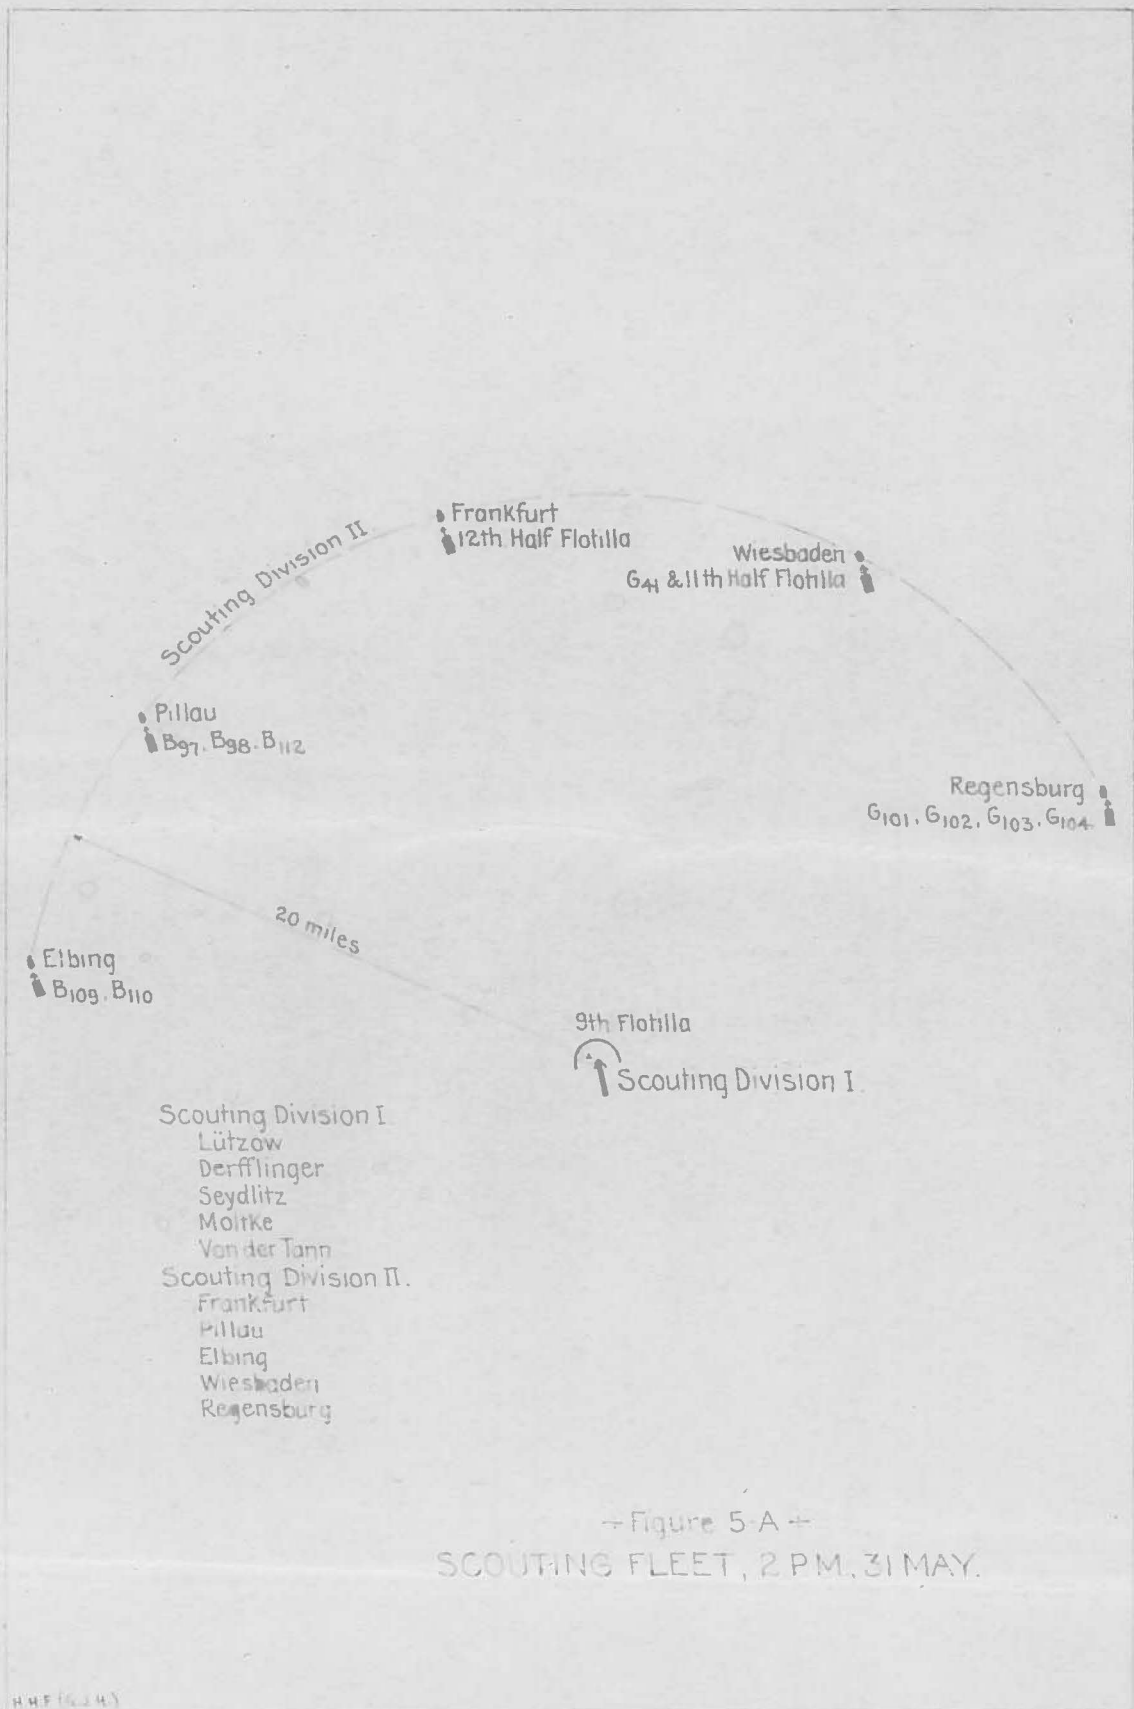 Frankfurt
12th Half Flotilla
Scouting Division II
Wiesbaden
G41 & 11th Half Flotilla
Pillau
B97. B98. B112
Regensburg
G101, G102, G103, G104
20 miles
Elbing
B109. B110
9th Flotilla
Scouting Division I
Scouting Division I
Lützow
Derfflinger
Seydlitz
Moltke
Von der Tann
Scouting Division II.
Frankfurt
Pillau
Elbing
Wiesbaden
Regensburg
Figure 5-A
SCOUTING FLEET, 2 P.M. 31 MAY.
H.H.F